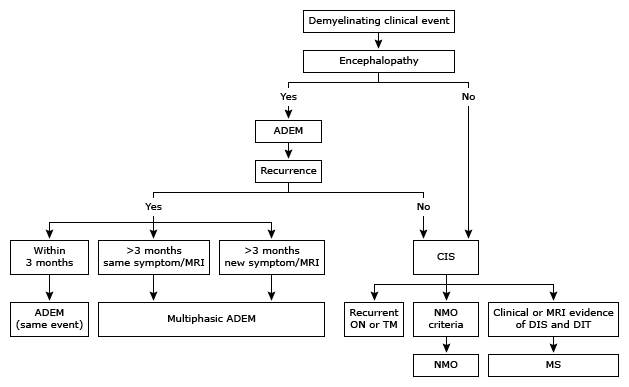 Demyelinating clinical event
Encephalopathy
Yes
No
ADEM
Recurrence
Yes
No
Within
3 months
>3 months
same symptom/MRI
>3 months
new symptom/MRI
CIS
ADEM
(same event)
Multiphasic ADEM
Recurrent
ON or TM
NMO
criteria
Clinical or MRI evidence
of DIS and DIT
NMO
MS